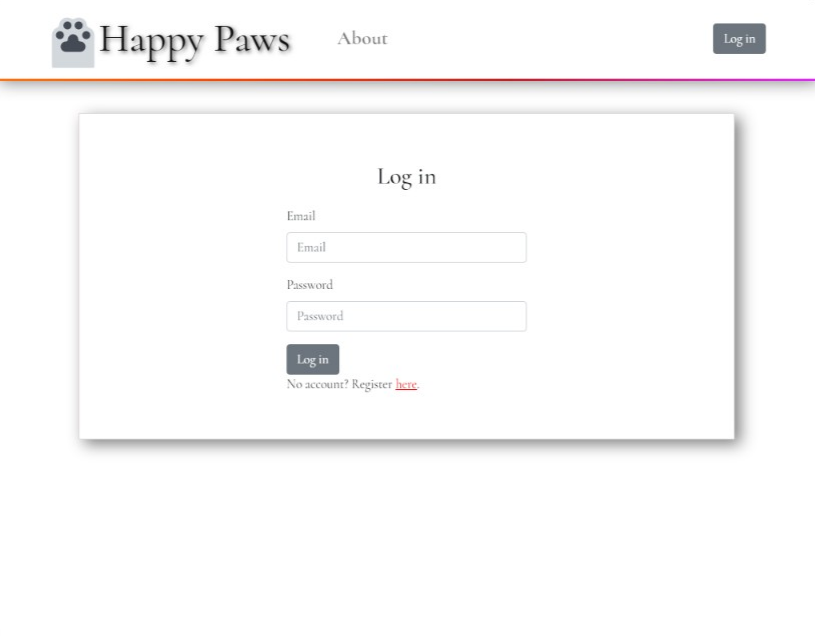 Happy Paws
About
Log in
Log in
Email
Email
Password
Password
Log in
No account? Register here.